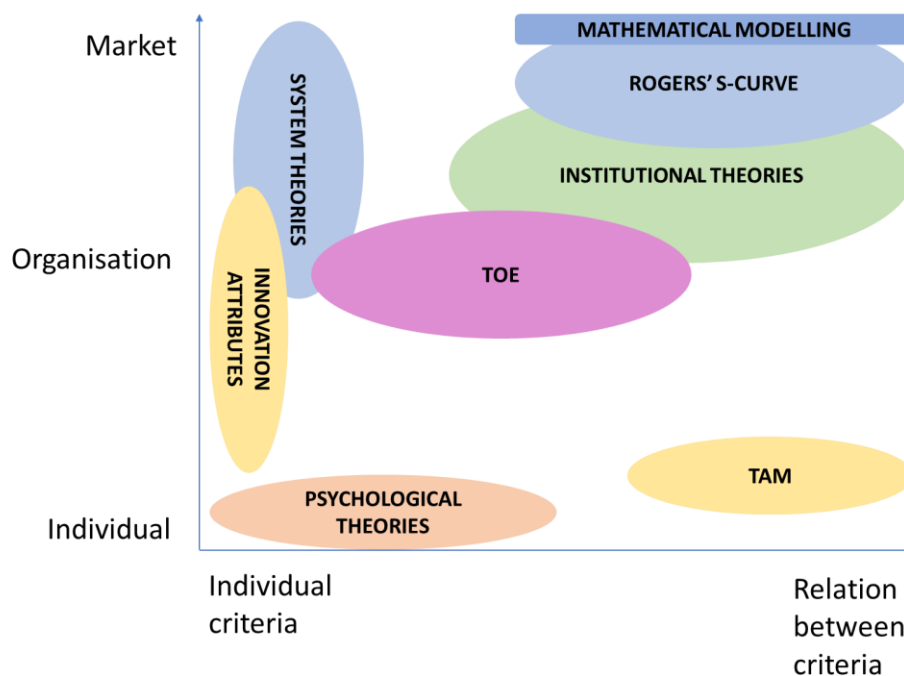 Market
MATHEMATICAL MODELLING
ROGERS' S-CURVE
SYSTEM THEORIES
INSTITUTIONAL THEORIES
Organisation
TOE
INNOVATION
ATTRIBUTES
TAM
PSYCHOLOGICAL
THEORIES
Individual
Individual
criteria
Relation
between
criteria